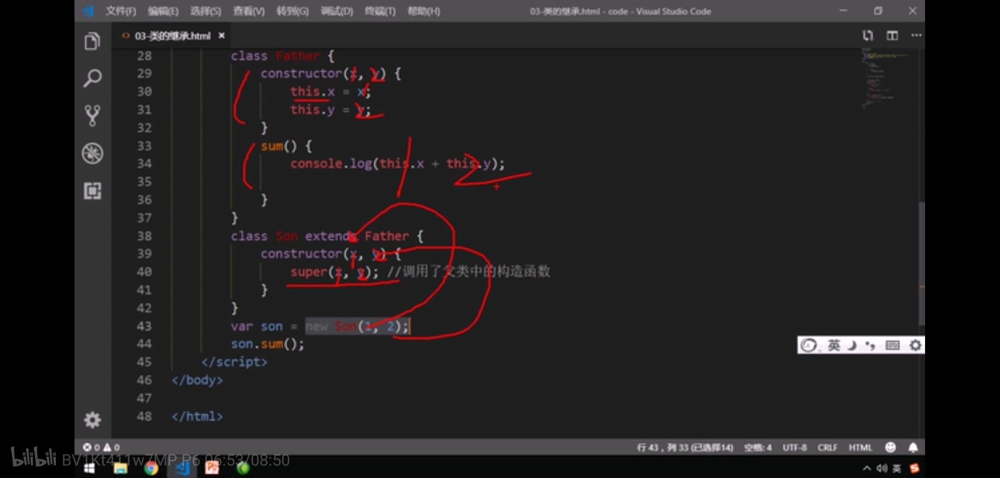 文件(F) 编辑(E) 选择(S) 查看(V) 转到(G) 调试(D) 终端(T) 帮助(H) 03-类的继承.html - code - Visual Studio Code
03-类的继承.html
28 class Father {
29 constructor(x, y) {
30 this.x = x;
31 this.y = y;
32 }
33 sum() {
34 console.log(this.x + this.y);
35
36 }
37 }
38 class Son extends Father {
39 constructor(x, y) {
40 super(x, y); //调用了父类中的构造函数
41 }
42 }
43 var son = new Son(1, 2);
44 son.sum();
45 </script>
46 </body>
47
48 </html>
英
0 0 行 43，列 33 (已选择14) 空格: 4 UTF-8 CRLF HTML
bilibili BV1Kt411w7MP P6 06:53/08:50
英